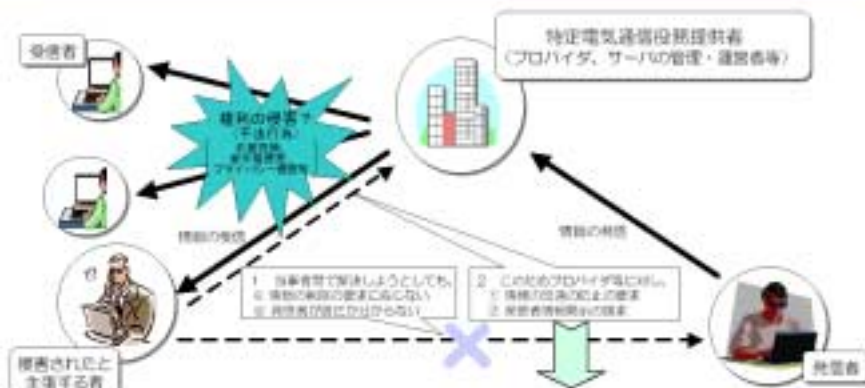 受信者
特定電気通信役務提供者
（プロバイダ、サーバの管理・運営者等）
権利の侵害？
（不法行為）
名誉毀損、
著作権侵害、
プライバシー侵害等
情報の受信
情報の発信
1 当事者間で解決しようとしても、
① 情報の削除の要求に応じない
② 発信者が誰だか分からない
2 このためプロバイダ等に対し、
① 情報の送信の防止の要求
② 発信者情報開示の請求
侵害されたと
主張する者
発信者